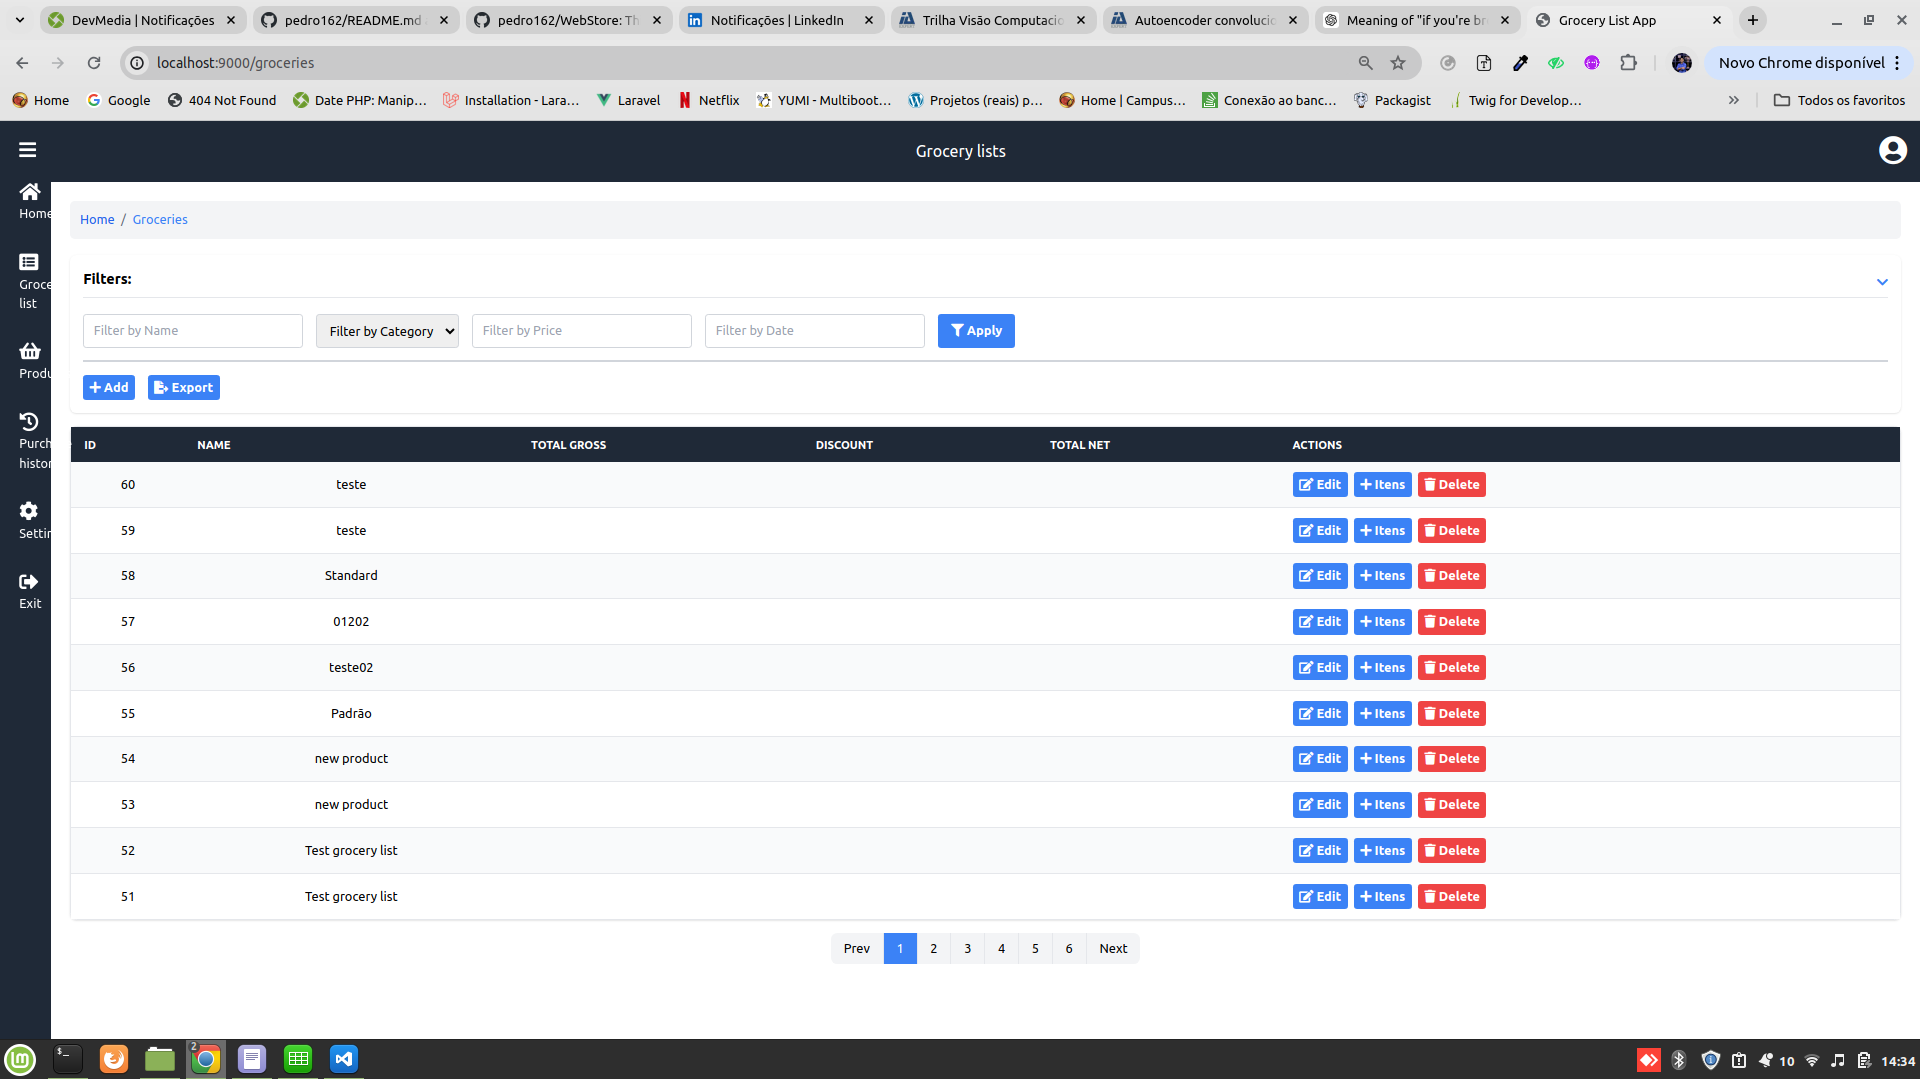 DevMedia | Notificações
pedro162/README.md
pedro162/WebStore: Th
Notificações | LinkedIn
Trilha Visão Computacio
Autoencoder convolucio
Meaning of "if you're br
Grocery List App
localhost:9000/groceries
Novo Chrome disponível
Home
Google
404 Not Found
Date PHP: Manip...
Installation - Lara...
Laravel
Netflix
YUMI - Multiboot...
Projetos (reais) p...
Home | Campus...
Conexão ao banc...
Packagist
Twig for Develop...
Todos os favoritos
Grocery lists
Home
Groce
list
Produ
Purch
histor
Settin
Exit
Home / Groceries
Filters:
Filter by Name
Filter by Category
Filter by Price
Filter by Date
Apply
Add
Export
ID NAME TOTAL GROSS DISCOUNT TOTAL NET ACTIONS
60 teste Edit Itens Delete
59 teste Edit Itens Delete
58 Standard Edit Itens Delete
57 01202 Edit Itens Delete
56 teste02 Edit Itens Delete
55 Padrão Edit Itens Delete
54 new product Edit Itens Delete
53 new product Edit Itens Delete
52 Test grocery list Edit Itens Delete
51 Test grocery list Edit Itens Delete
Prev 1 2 3 4 5 6 Next
2
10
14:34